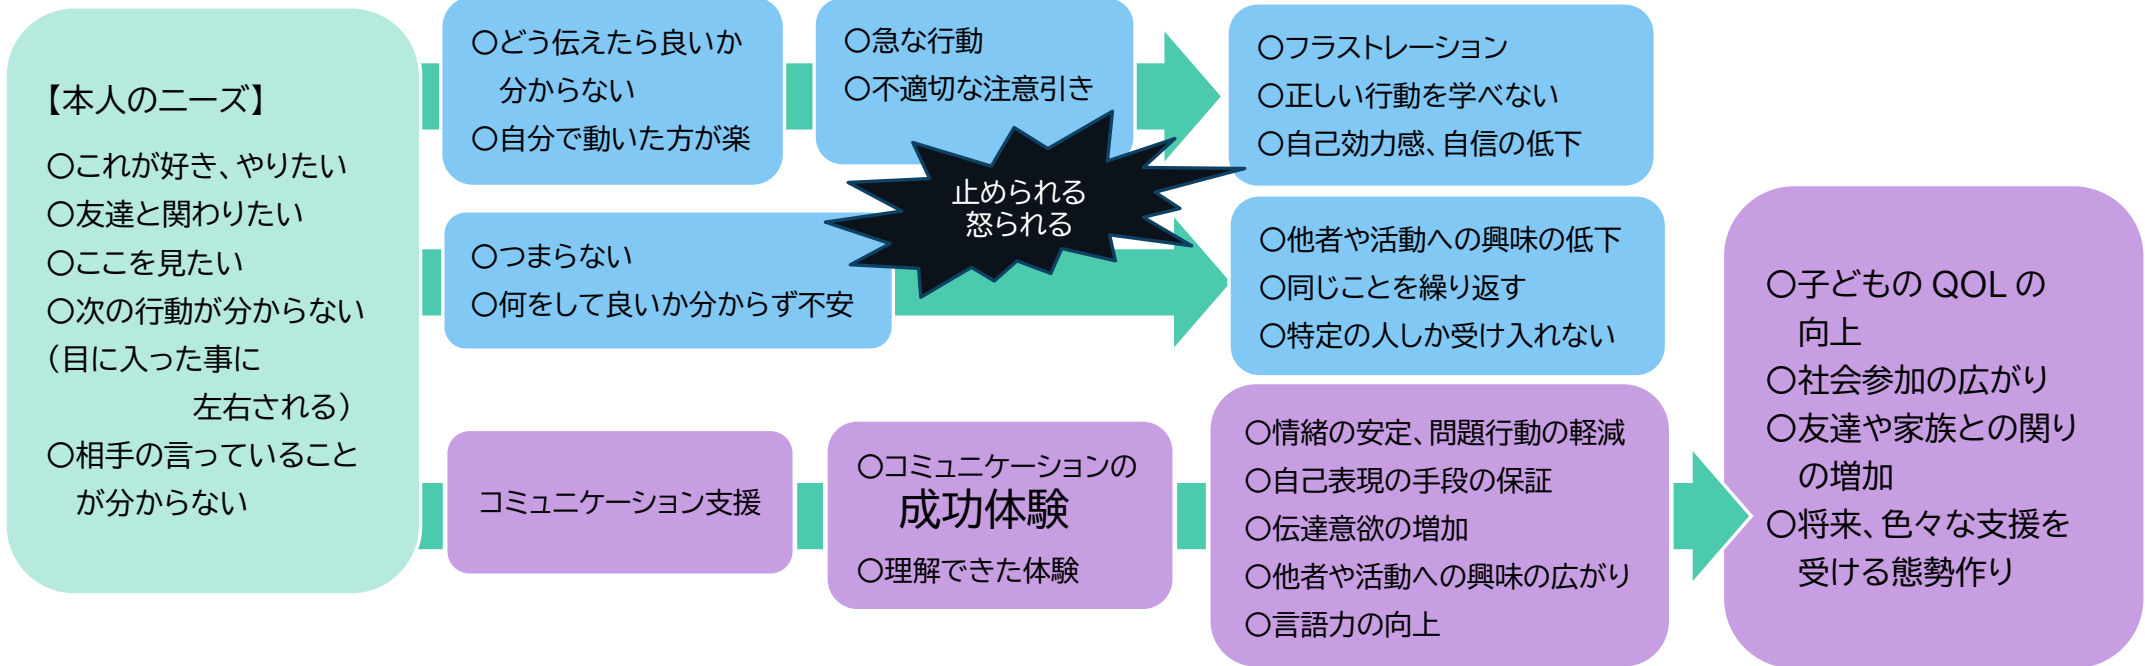 【本人のニーズ】
〇これが好き、やりたい
〇友達と関わりたい
〇ここを見たい
〇次の行動が分からない
（目に入った事に
左右される）
〇相手の言っていること
が分からない
〇どう伝えたら良いか
分からない
〇自分で動いた方が楽
〇急な行動
〇不適切な注意引き
止められる
怒られる
〇フラストレーション
〇正しい行動を学べない
〇自己効力感、自信の低下
〇つまらない
〇何をして良いか分からず不安
〇他者や活動への興味の低下
〇同じことを繰り返す
〇特定の人しか受け入れない
コミュニケーション支援
〇コミュニケーションの
成功体験
〇理解できた体験
〇情緒の安定、問題行動の軽減
〇自己表現の手段の保証
〇伝達意欲の増加
〇他者や活動への興味の広がり
〇言語力の向上
〇子どもの QOL の
向上
〇社会参加の広がり
〇友達や家族との関り
の増加
〇将来、色々な支援を
受ける態勢作り